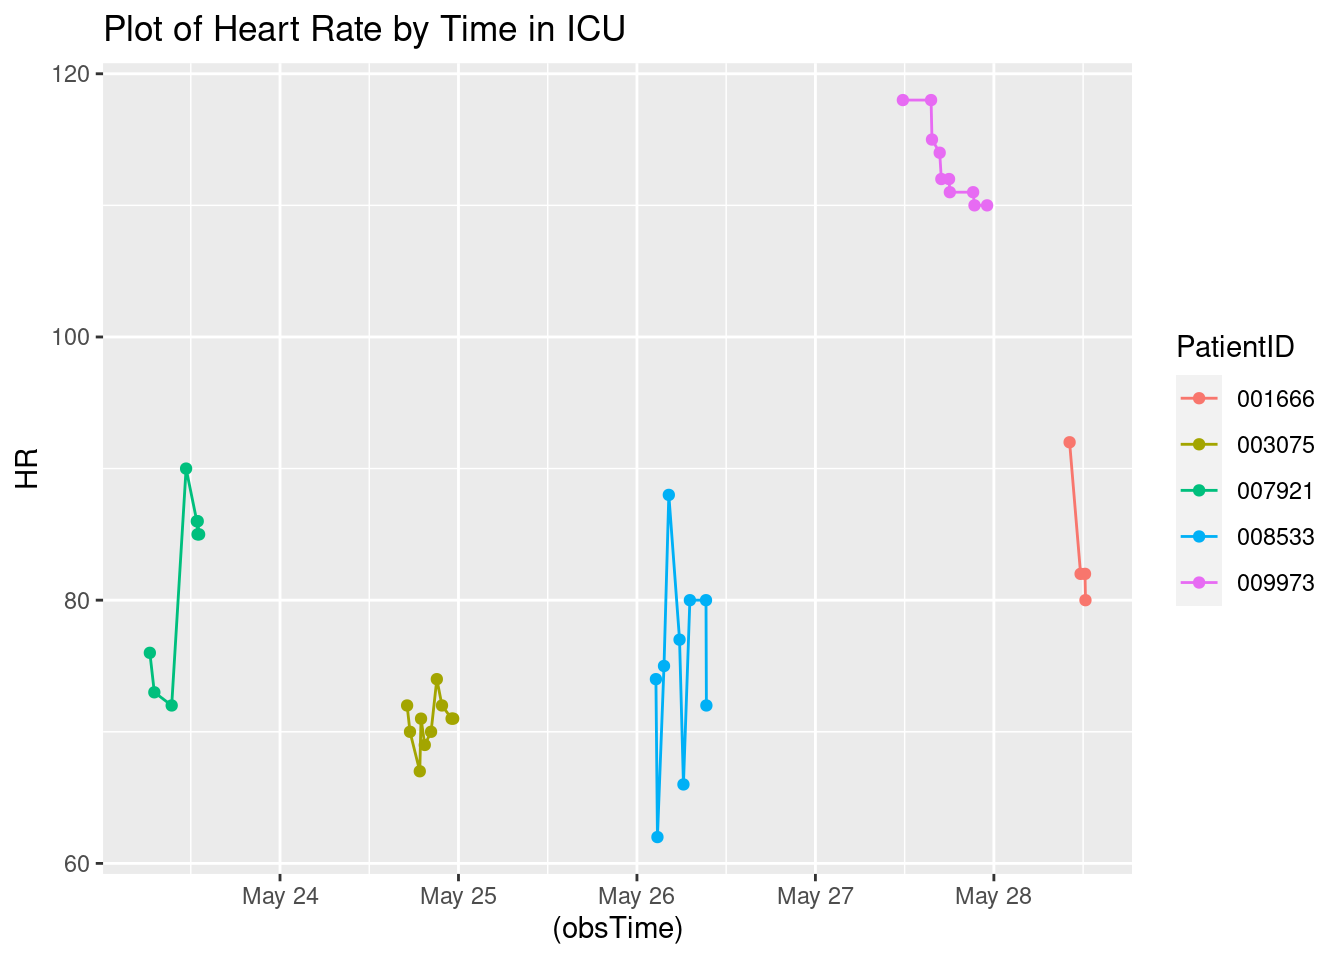 Plot of Heart Rate by Time in ICU
120
100
80
60
HR
May 24
May 25
May 26
May 27
May 28
(obsTime)
PatientID
001666
003075
007921
008533
009973